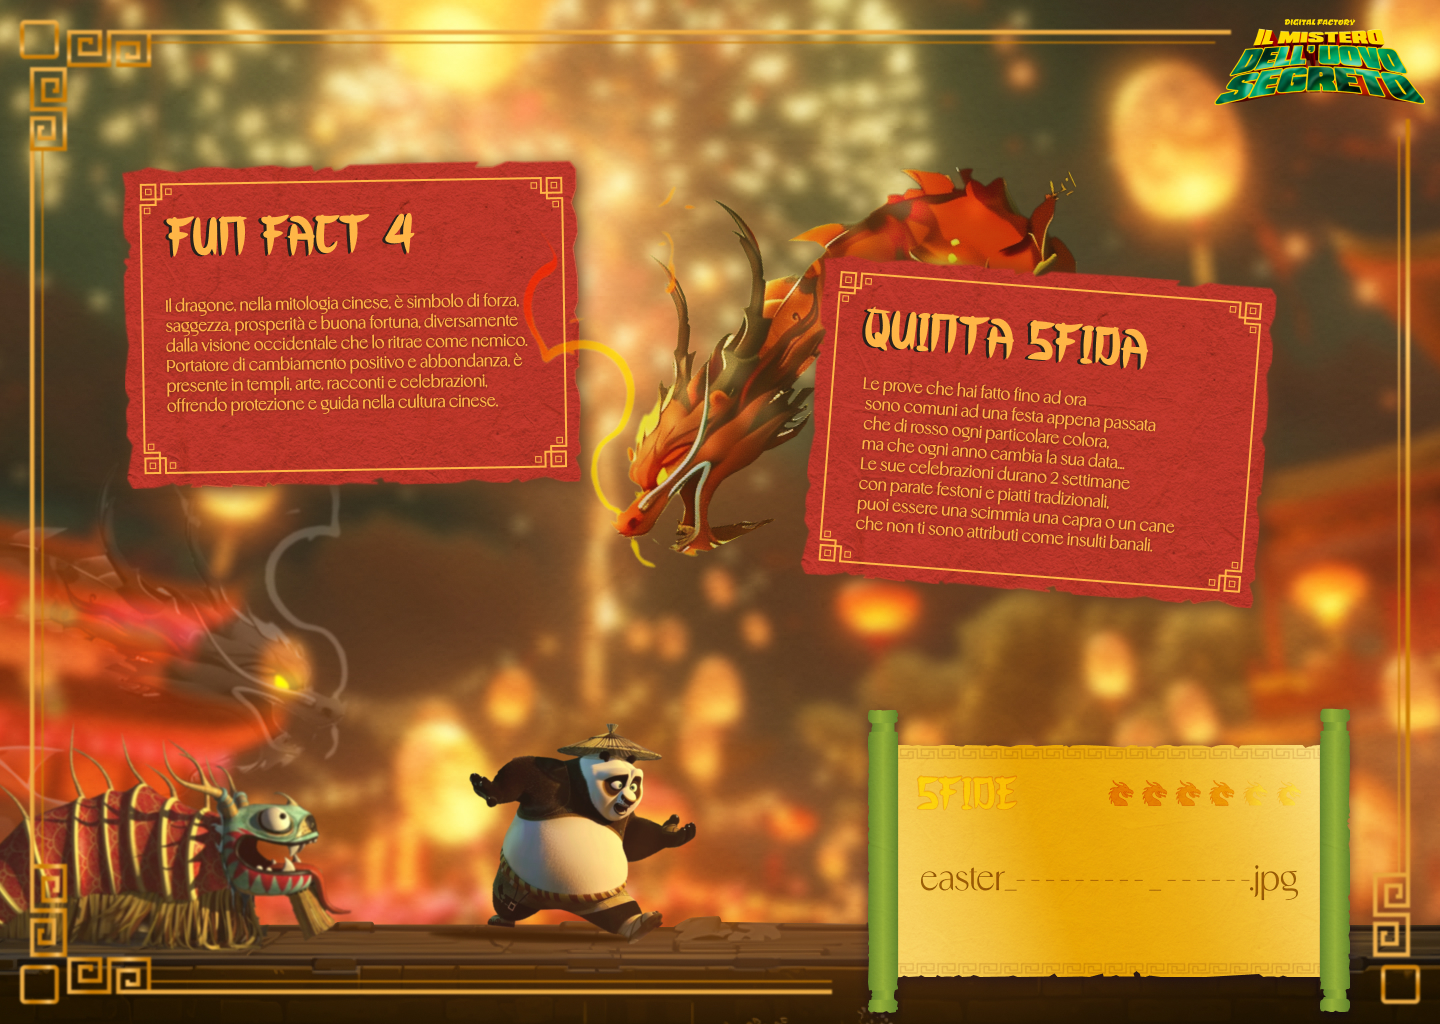 DIGITAL FACTORY
IL MISTERO
DELL'UOVO
SEGRETO
FUN FACT 4
Il dragone, nella mitologia cinese, è simbolo di forza,
saggezza, prosperità e buona fortuna, diversamente
dalla visione occidentale che lo ritrae come nemico.
Portatore di cambiamento positivo e abbondanza, è
presente in templi, arte, racconti e celebrazioni,
offrendo protezione e guida nella cultura cinese.
QUINTA SFIDA
Le prove che hai fatto fino ad ora
sono comuni ad una festa appena passata
che di rosso ogni particolare colora,
ma che ogni anno cambia la sua data...
Le sue celebrazioni durano 2 settimane
con parate festoni e piatti tradizionali,
puoi essere una scimmia una capra o un cane
che non ti sono attributi come insulti banali.
SFIDE
easter_--------- _ ------.jpg